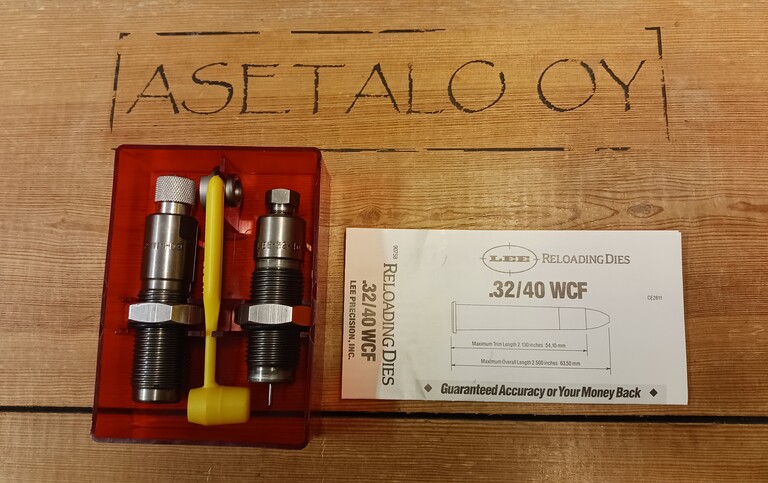 ASETALO OY
LEE RELOADING DIES
.32/40 WCF
CE2911
Maximum Trim Length 2.130 inches 54,10 mm
Maximum Overall Length 2.500 inches 63,50 mm
Guaranteed Accuracy or Your Money Back
90758
RELOADING DIES
.32/40 WCF
LEE PRECISION, INC.